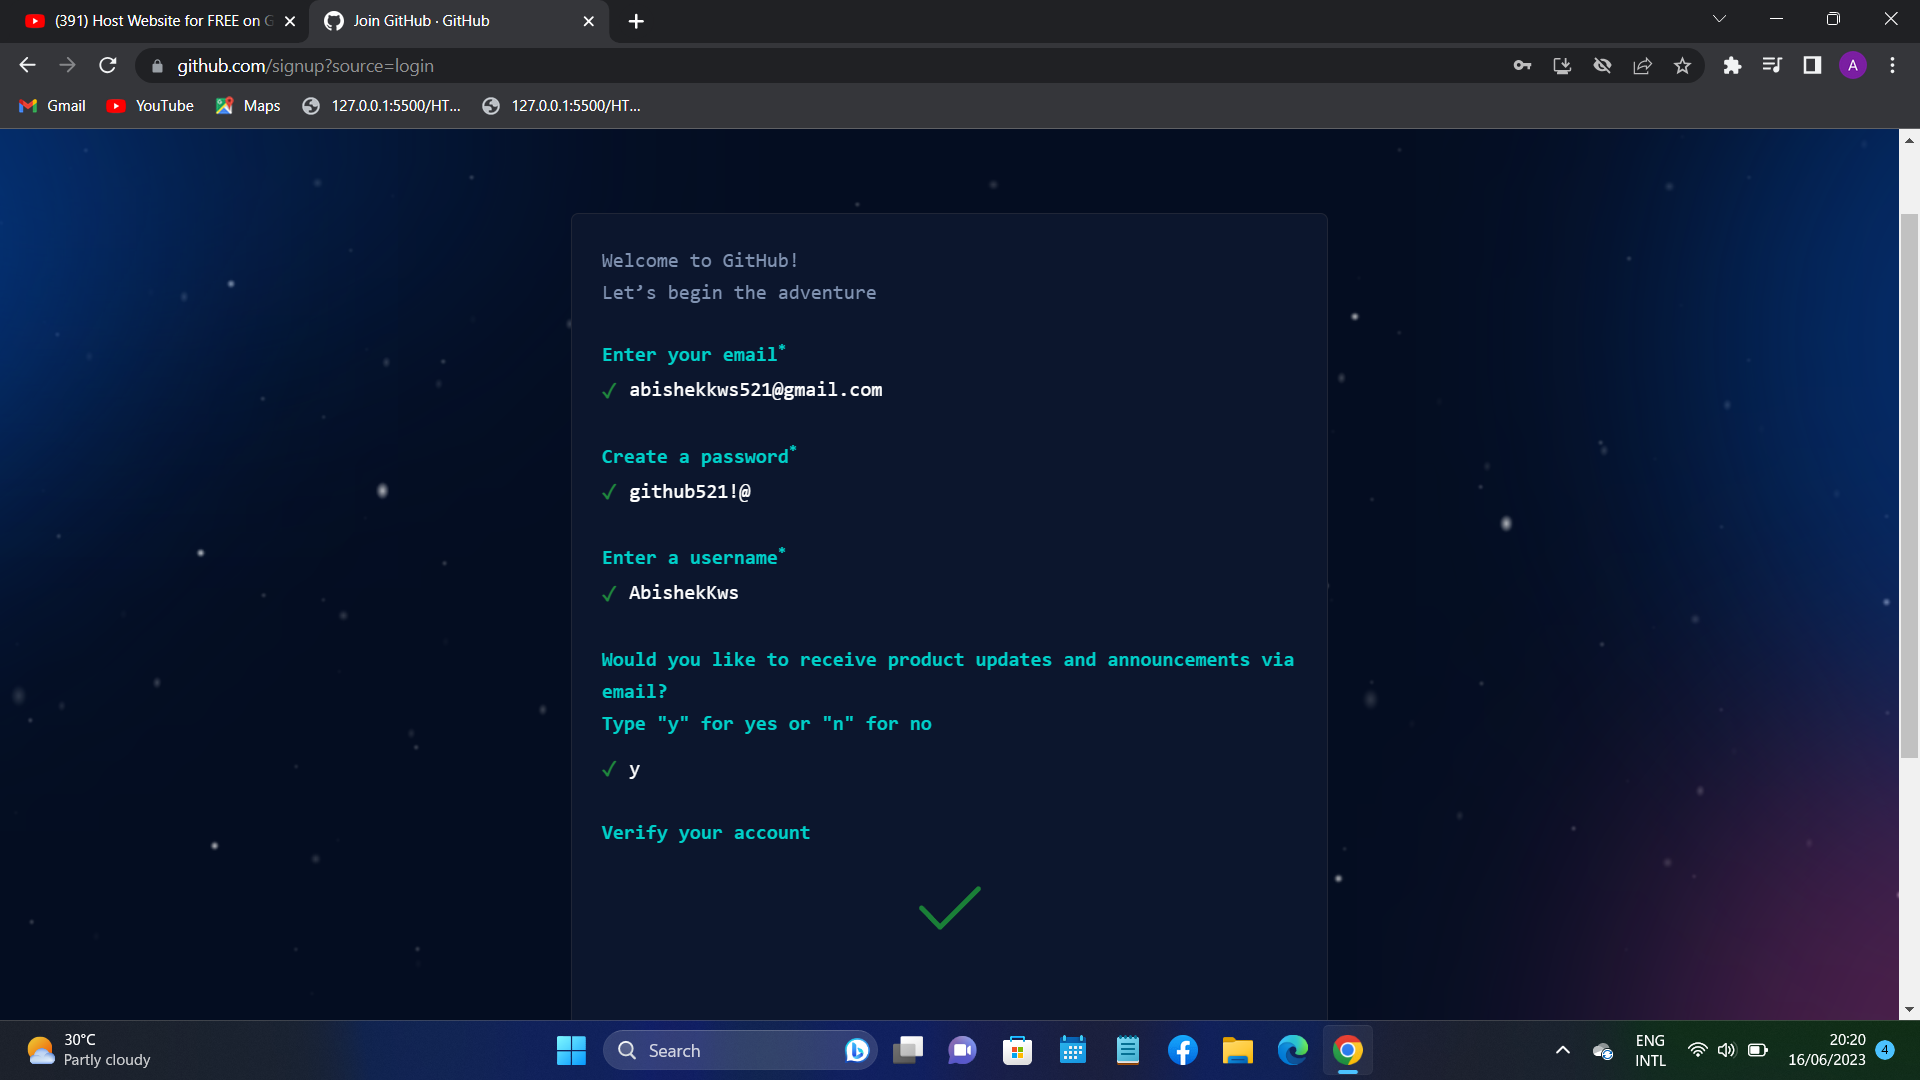 (391) Host Website for FREE on G
Join GitHub · GitHub
github.com/signup?source=login
A
Gmail
YouTube
Maps
127.0.0.1:5500/HT...
127.0.0.1:5500/HT...
Welcome to GitHub!
Let’s begin the adventure
Enter your email*
✓ abishekkws521@gmail.com
Create a password*
✓ github521!@
Enter a username*
✓ AbishekKws
Would you like to receive product updates and announcements via
email?
Type "y" for yes or "n" for no
✓ y
Verify your account
30°C
Partly cloudy
Search
ENG
INTL
20:20
16/06/2023
4